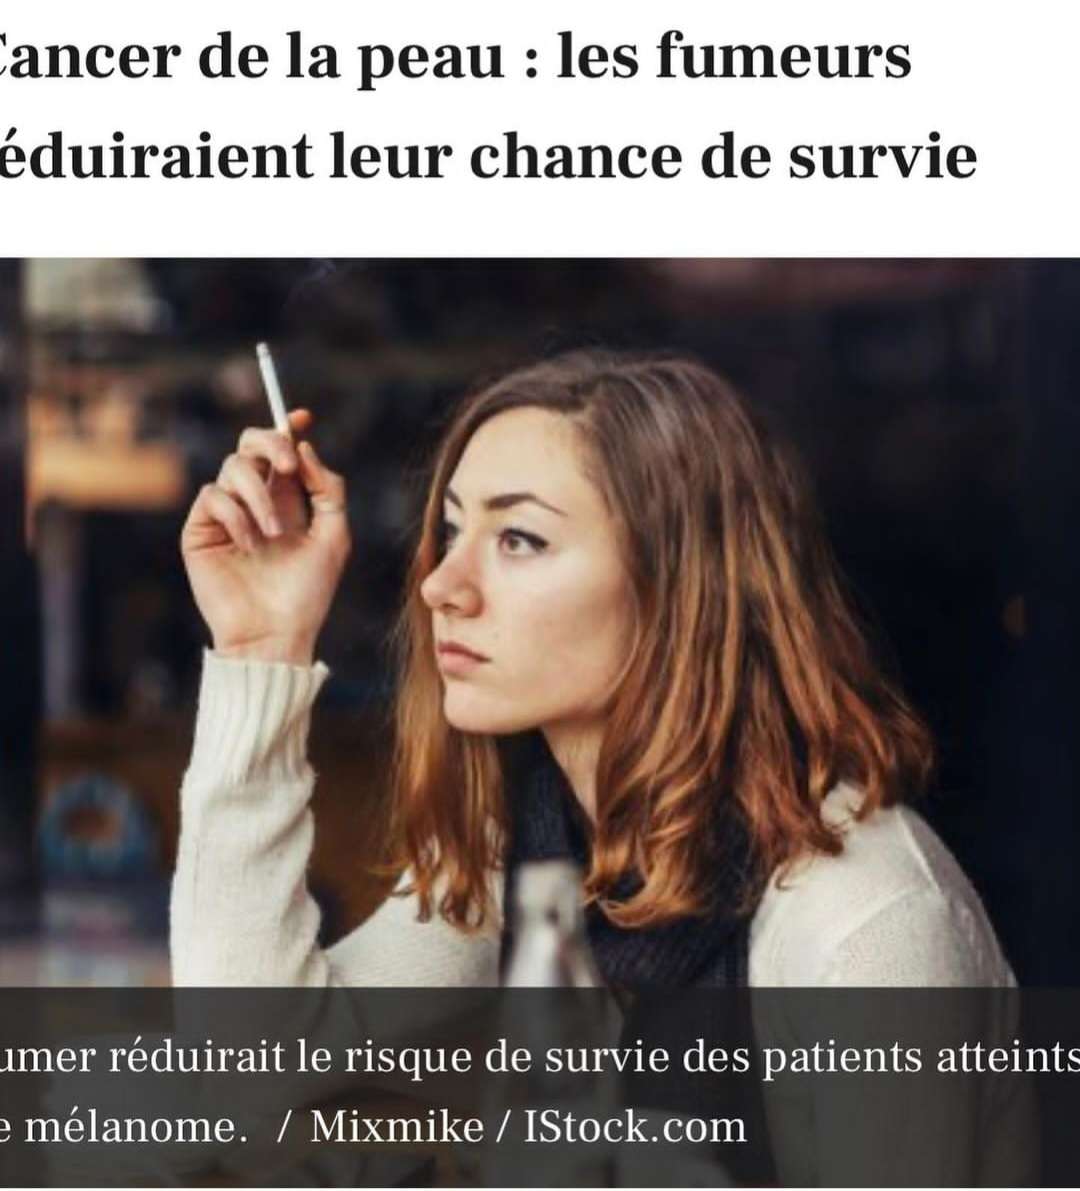 Cancer de la peau : les fumeurs
éduiraient leur chance de survie
umer réduirait le risque de survie des patients atteints
e mélanome. / Mixmike / IStock.com